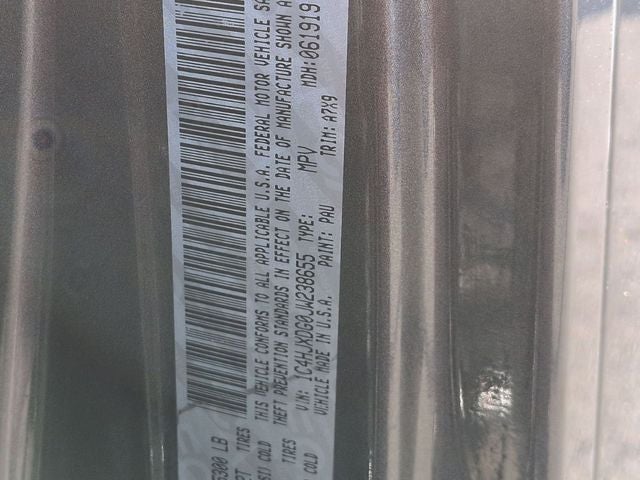 THIS VEHICLE CONFORMS TO ALL APPLICABLE U.S.A. FEDERAL MOTOR VEHICLE SA
THEFT PREVENTION STANDARDS IN EFFECT ON THE DATE OF MANUFACTURE SHOWN A
VIN: 1C4HJXDG0JW238655 TYPE: MPV MDH:061919
VEHICLE MADE IN U.S.A. PAINT: PAU TRIM: A7X9
300 LB
TIRES
COLD
TIRES
COLD